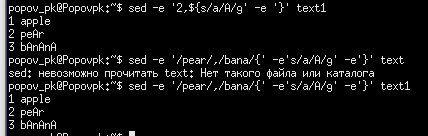 popov_pk@Popovpk:~$ sed -e '2,${s/a/A/g' -e '}' text1
1 apple
2 peAr
3 bAnAnA
popov_pk@Popovpk:~$ sed -e '/pear/,/bana/{' -e's/a/A/g' -e '}' text
sed: невозможно прочитать text: Нет такого файла или каталога
popov_pk@Popovpk:~$ sed -e '/pear/,/bana/{' -e's/a/A/g' -e '}' text1
1 apple
2 peAr
3 bAnAnA
popov_pk@Popovpk:~$